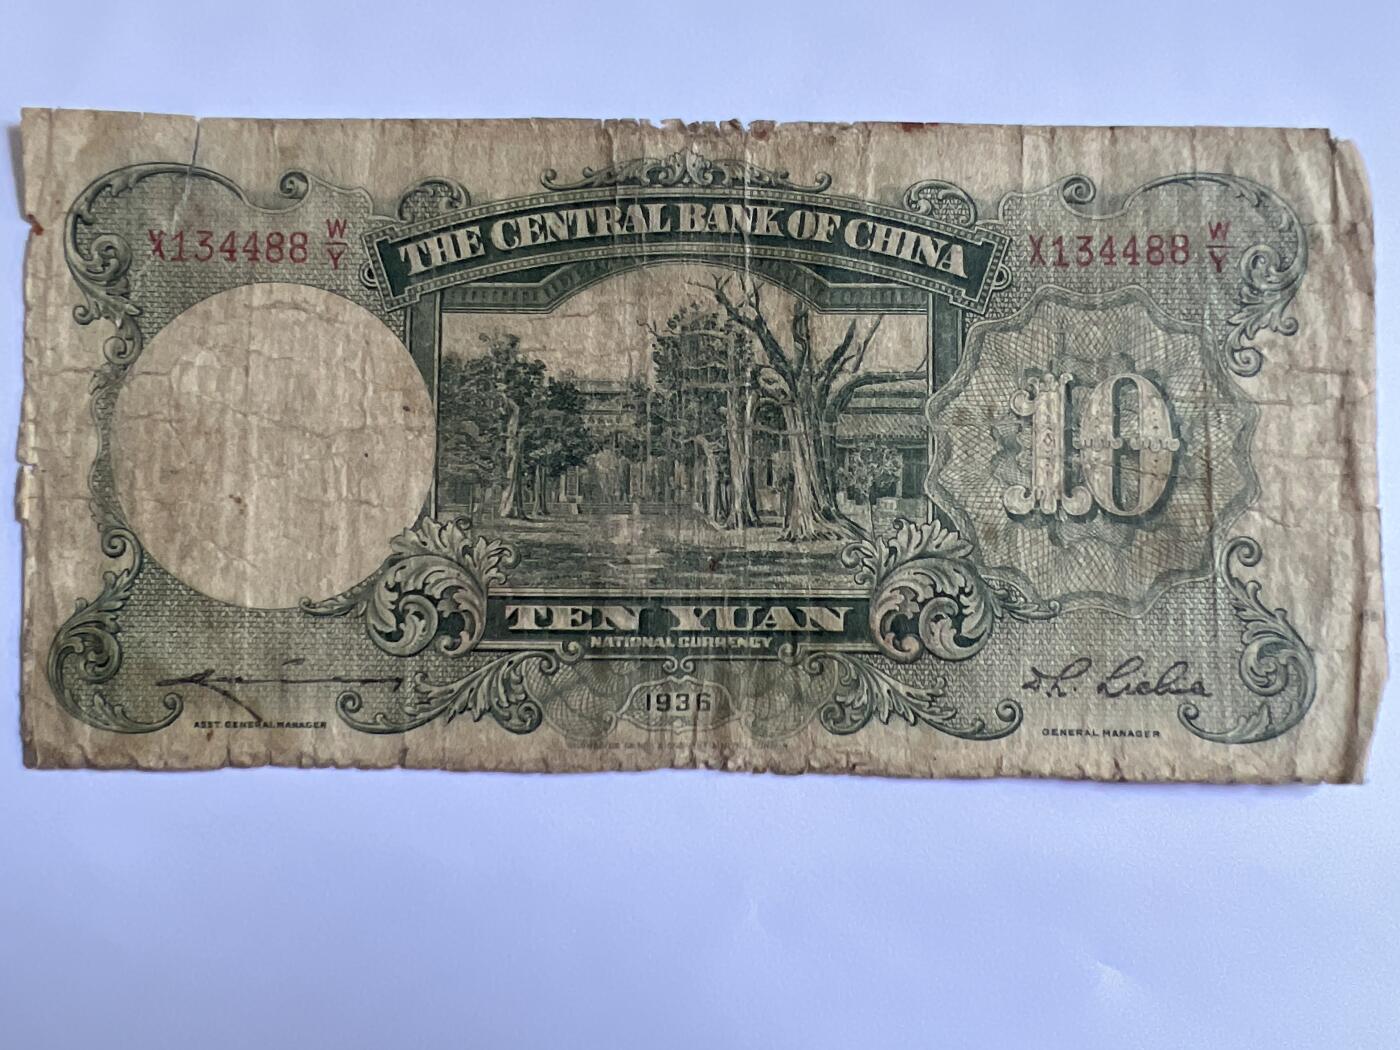 THE CENTRAL BANK OF CHINA
X134488 W/Y
X134488 W/Y
10
TEN YUAN
NATIONAL CURRENCY
1936
ASST. GENERAL MANAGER
GENERAL MANAGER